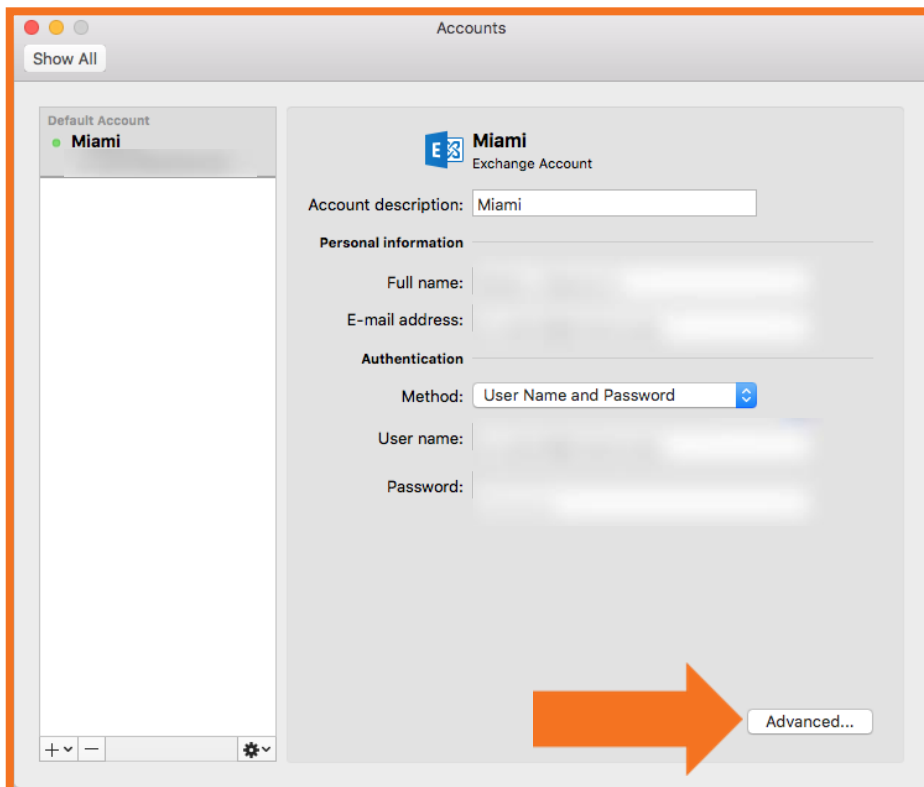 Accounts
Show All
Default Account
Miami
Miami
Exchange Account
Account description: Miami
Personal information
Full name:
E-mail address:
Authentication
Method: User Name and Password
User name:
Password:
Advanced...